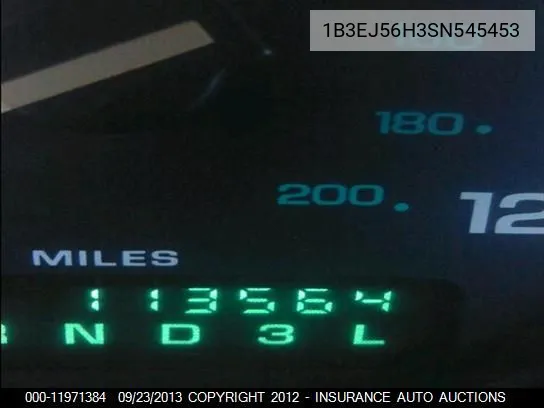 1B3EJ56H3SN545453
180
200
12
MILES
113564
N D 3 L
000-11971384 09/23/2013 COPYRIGHT 2012 - INSURANCE AUTO AUCTIONS